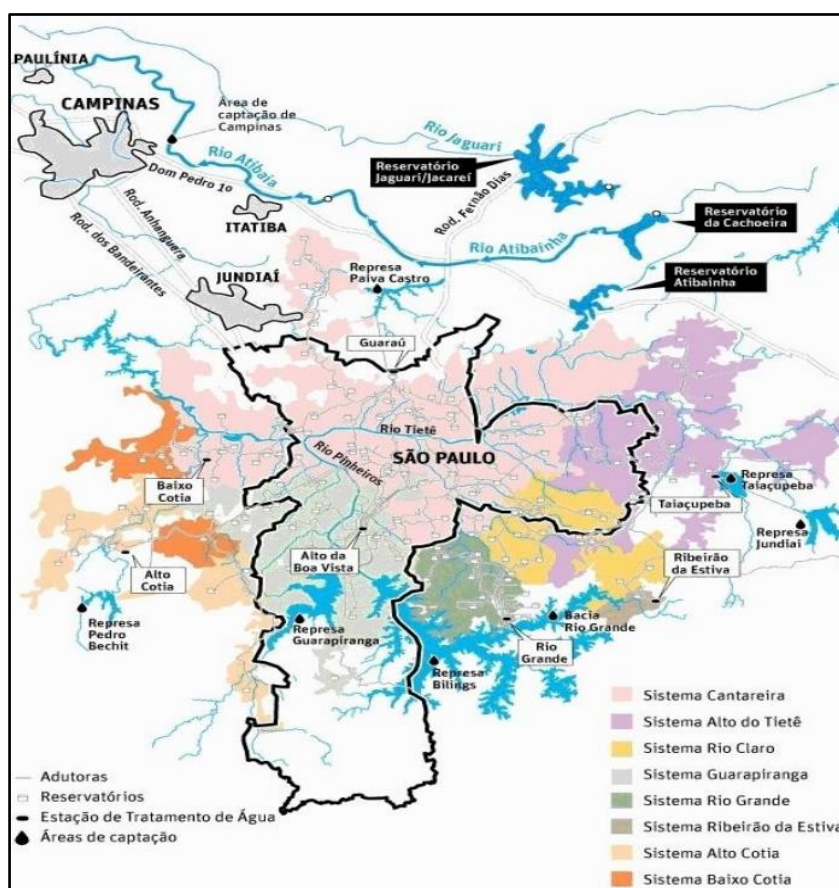 PAULÍNIA
CAMPINAS
Área de
captação de
Campinas
Rio Jaguari
Reservatório
Jaguarí/Jacareí
Rio Atibaia
Dom Pedro 1º
Rod. Anhanguera
Rod. dos Bandeirantes
ITATIBA
Rod. Fernão Dias
Reservatório
da Cachoeira
Rio Atibainha
JUNDIAÍ
Represa
Paiva Castro
Reservatório
Atibainha
Guaraú
Rio Tietê
Rio Pinheiros
SÃO PAULO
Baixo
Cotia
Represa
Taiaçupeba
Taiaçupeba
Represa
Jundiai
Alto da
Boa Vista
Ribeirão
da Estiva
Alto
Cotia
Represa
Pedro
Bechit
Represa
Guarapiranga
Bacia
Rio Grande
Rio
Grande
Represa
Bilings
Sistema Cantareira
Sistema Alto do Tietê
Sistema Rio Claro
Sistema Guarapiranga
Sistema Rio Grande
Sistema Ribeirão da Estiva
Sistema Alto Cotia
Sistema Baixo Cotia
Adutoras
Reservatórios
Estação de Tratamento de Água
Áreas de captação